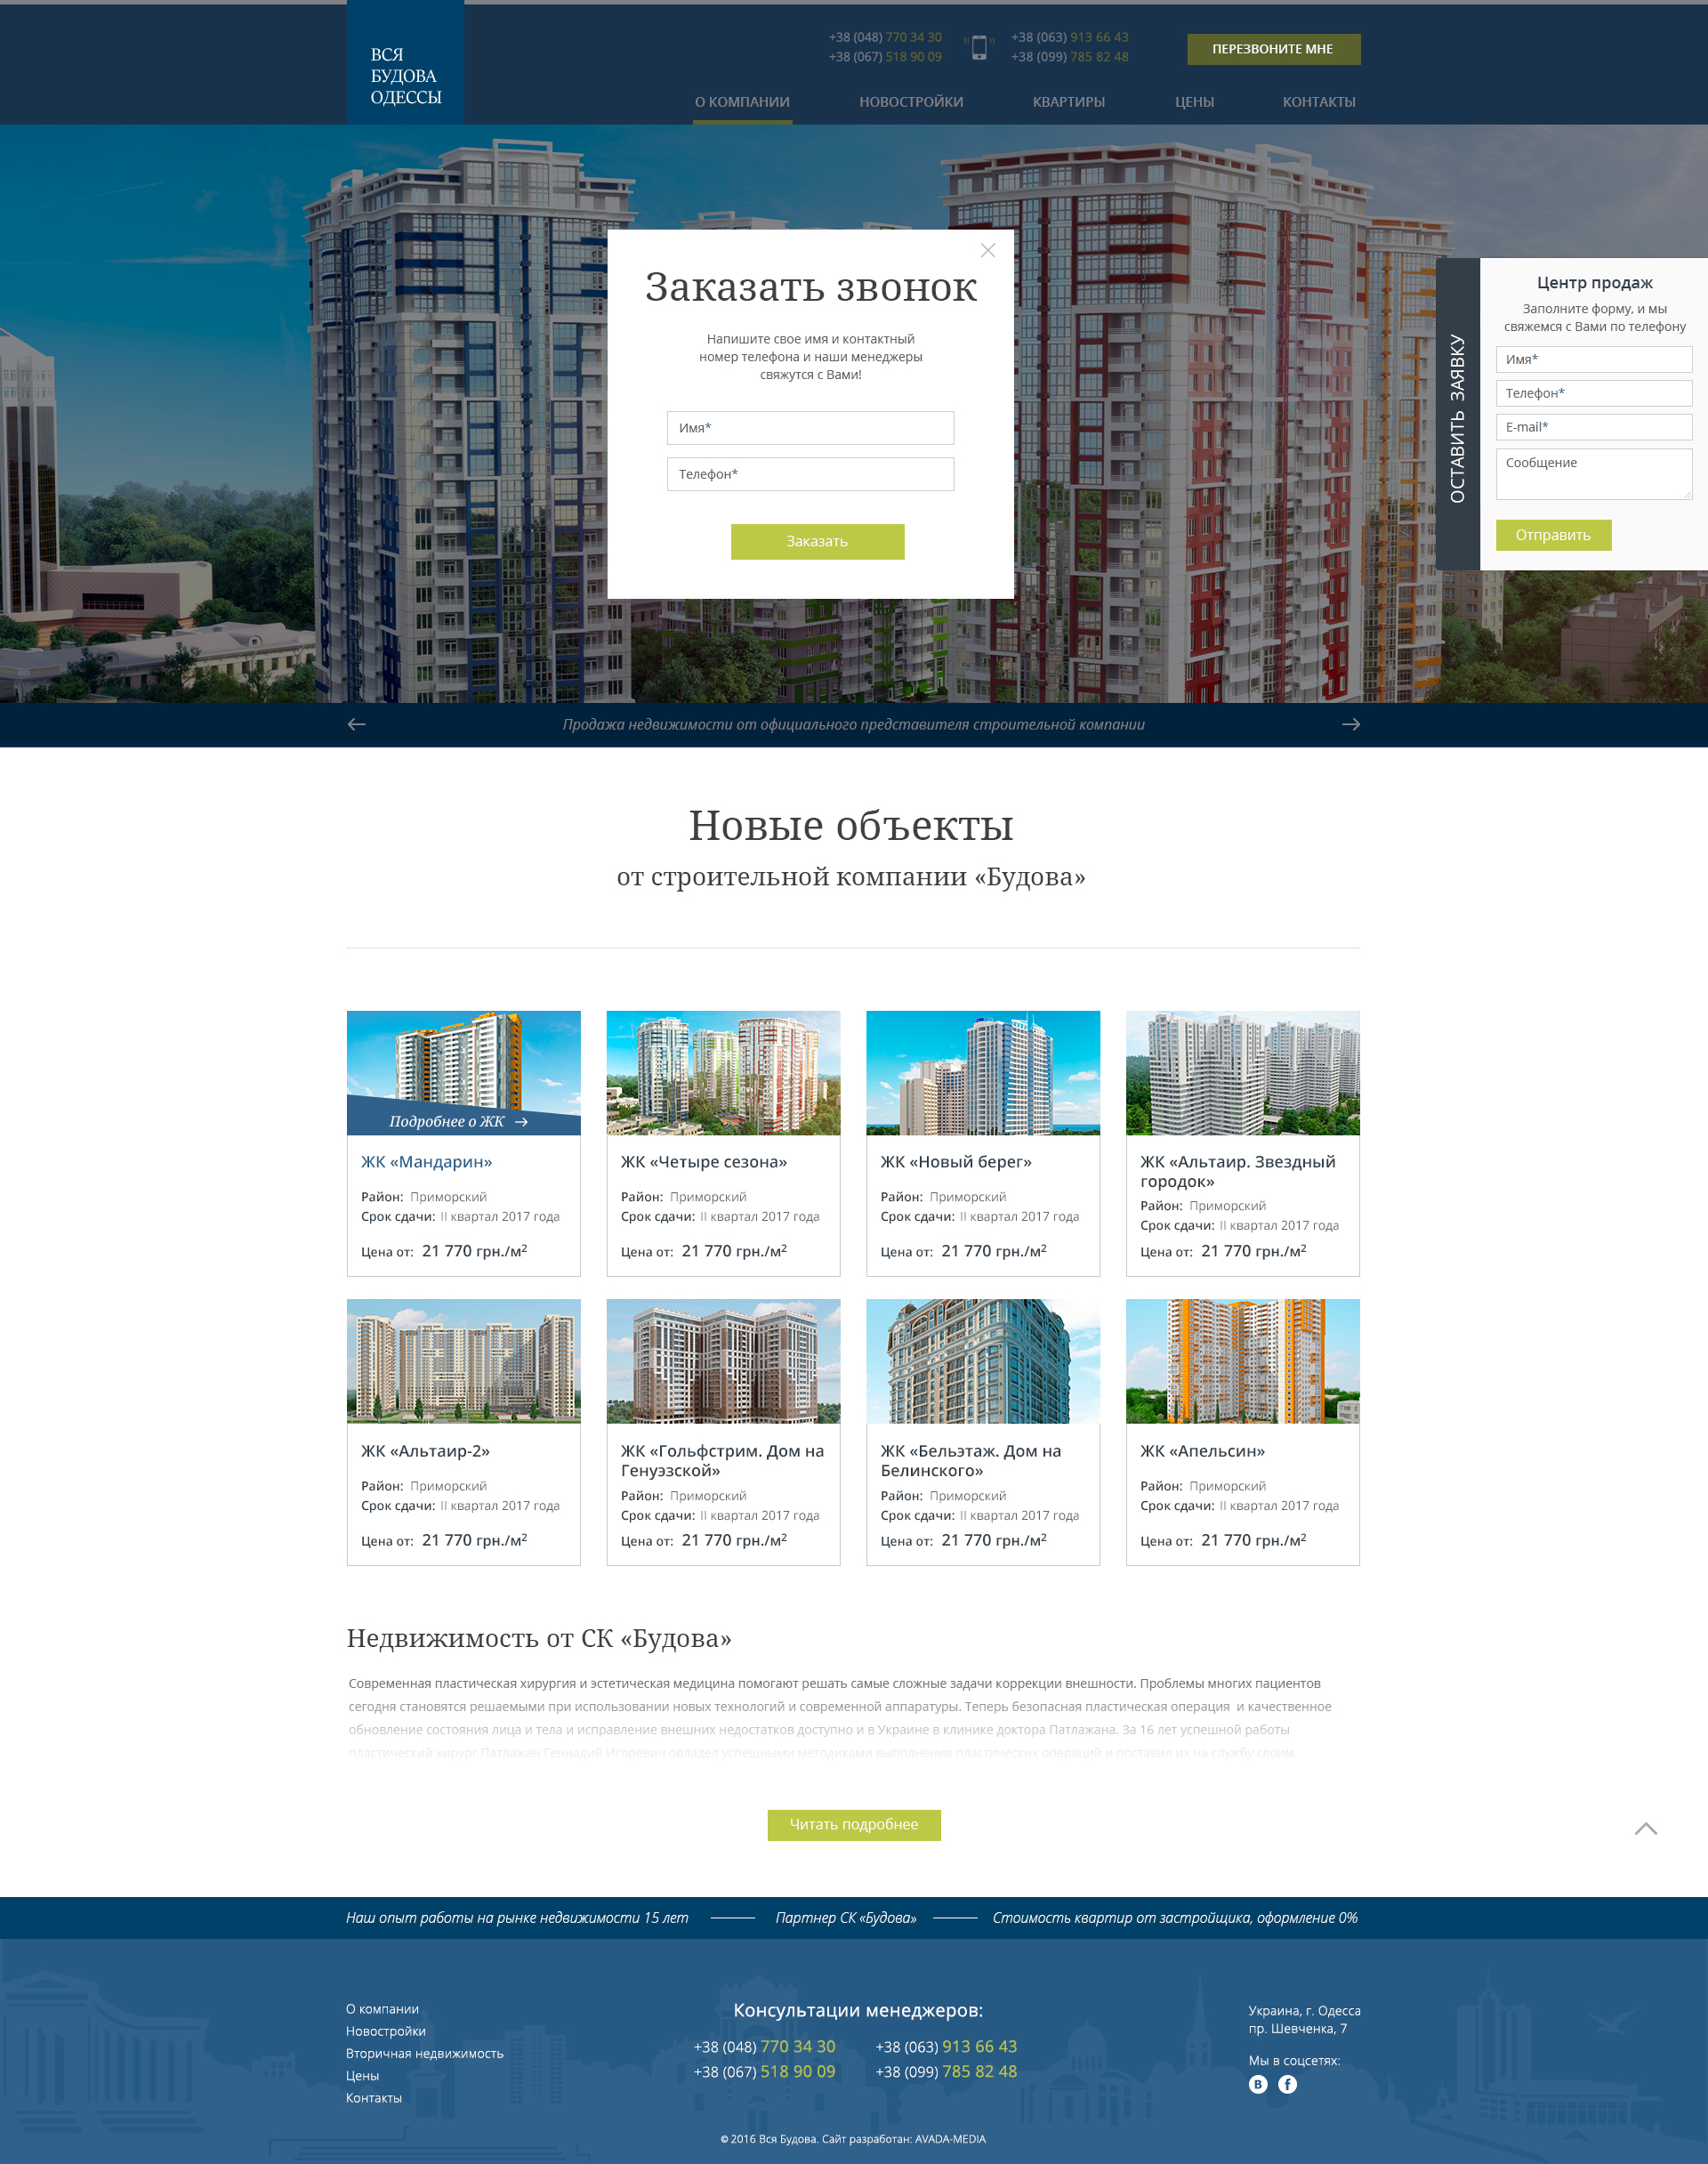 ВСЯ
БУДОВА
ОДЕССЫ
+38 (048) 770 34 30
+38 (067) 518 90 09
+38 (063) 913 66 43
+38 (099) 785 82 48
ПЕРЕЗВОНИТЕ МНЕ
О КОМПАНИИ НОВОСТРОЙКИ КВАРТИРЫ ЦЕНЫ КОНТАКТЫ
Заказать звонок
Напишите свое имя и контактный
номер телефона и наши менеджеры
свяжутся с Вами!
Имя*
Телефон*
Заказать
ОСТАВИТЬ ЗАЯВКУ
Центр продаж
Заполните форму, и мы
свяжемся с Вами по телефону
Имя*
Телефон*
E-mail*
Сообщение
Отправить
Продажа недвижимости от официального представителя строительной компании
Новые объекты
от строительной компании «Будова»
Подробнее о ЖК
ЖК «Мандарин»
Район: Приморский
Срок сдачи: II квартал 2017 года
Цена от: 21 770 грн./м²
ЖК «Четыре сезона»
Район: Приморский
Срок сдачи: II квартал 2017 года
Цена от: 21 770 грн./м²
ЖК «Новый берег»
Район: Приморский
Срок сдачи: II квартал 2017 года
Цена от: 21 770 грн./м²
ЖК «Альтаир. Звездный
городок»
Район: Приморский
Срок сдачи: II квартал 2017 года
Цена от: 21 770 грн./м²
ЖК «Альтаир-2»
Район: Приморский
Срок сдачи: II квартал 2017 года
Цена от: 21 770 грн./м²
ЖК «Гольфстрим. Дом на
Генуэзской»
Район: Приморский
Срок сдачи: II квартал 2017 года
Цена от: 21 770 грн./м²
ЖК «Бельэтаж. Дом на
Белинского»
Район: Приморский
Срок сдачи: II квартал 2017 года
Цена от: 21 770 грн./м²
ЖК «Апельсин»
Район: Приморский
Срок сдачи: II квартал 2017 года
Цена от: 21 770 грн./м²
Недвижимость от СК «Будова»
Современная пластическая хирургия и эстетическая медицина помогают решать самые сложные задачи коррекции внешности. Проблемы многих пациентов
сегодня становятся решаемыми при использовании новых технологий и современной аппаратуры. Теперь безопасная пластическая операция и качественное
обновление состояния лица и тела и исправление внешних недостатков доступно и в Украине в клинике доктора Патлажана. За 16 лет успешной работы
пластический хирург Патлажан Геннадий Игоревич овладел успешными методиками выполнения пластических операций и поставил их на службу своим
Читать подробнее
Наш опыт работы на рынке недвижимости 15 лет Партнер СК «Будова» Стоимость квартир от застройщика, оформление 0%
О компании
Новостройки
Вторичная недвижимость
Цены
Контакты
Консультации менеджеров:
+38 (048) 770 34 30
+38 (067) 518 90 09
+38 (063) 913 66 43
+38 (099) 785 82 48
Украина, г. Одесса
пр. Шевченка, 7
Мы в соцсетях:
В f
© 2016 Вся Будова. Сайт разработан: AVADA-MEDIA